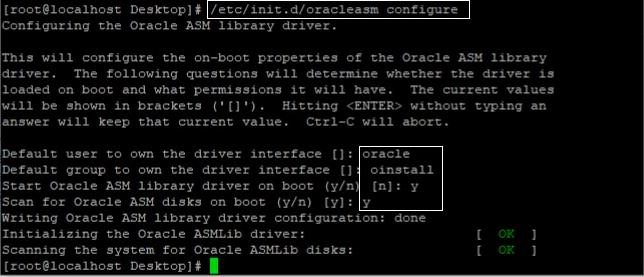 [root@localhost Desktop]# /etc/init.d/oracleasm configure
Configuring the Oracle ASM library driver.
This will configure the on-boot properties of the Oracle ASM library
driver.  The following questions will determine whether the driver is
loaded on boot and what permissions it will have.  The current values
will be shown in brackets ('[]').  Hitting <ENTER> without typing an
answer will keep that current value.  Ctrl-C will abort.
Default user to own the driver interface []: oracle
Default group to own the driver interface []: oinstall
Start Oracle ASM library driver on boot (y/n) [n]: y
Scan for Oracle ASM disks on boot (y/n) [y]: y
Writing Oracle ASM library driver configuration: done
Initializing the Oracle ASMLib driver:                     [  OK  ]
Scanning the system for Oracle ASMLib disks:               [  OK  ]
[root@localhost Desktop]#